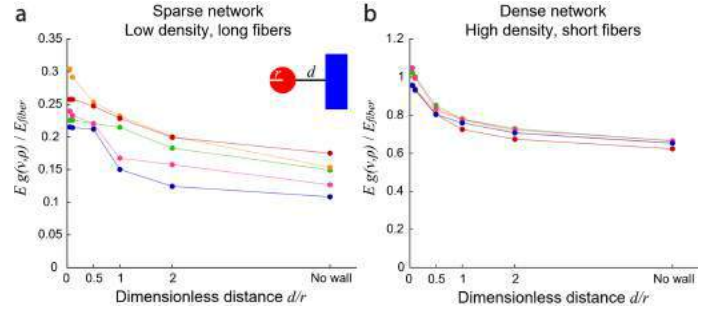 a
Sparse network
Low density, long fibers
E g(ν,ρ) / Efiber
0.35
0.3
0.25
0.2
0.15
0.1
0.05
0
r
d
0
0.5
1
2
No wall
Dimensionless distance d/r
b
Dense network
High density, short fibers
E g(ν,ρ) / Efiber
1.2
1
0.8
0.6
0.4
0.2
0
0
0.5
1
2
No wall
Dimensionless distance d/r